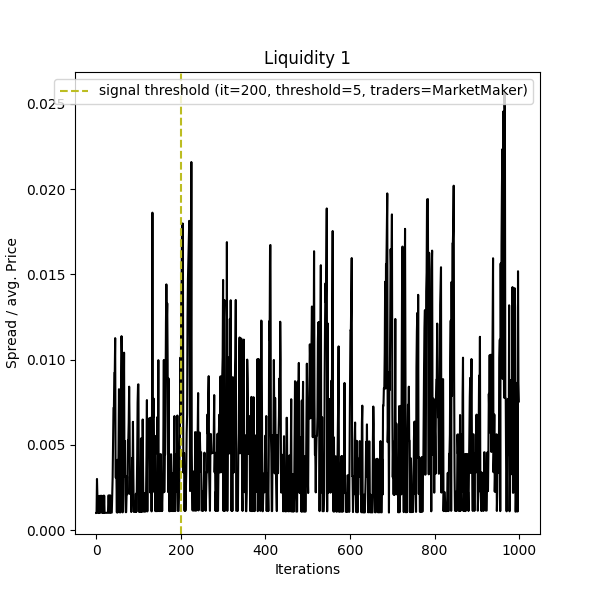 Liquidity 1
signal threshold (it=200, threshold=5, traders=MarketMaker)
0.025
0.020
0.015
0.010
0.005
0.000
Spread / avg. Price
0 200 400 600 800 1000
Iterations